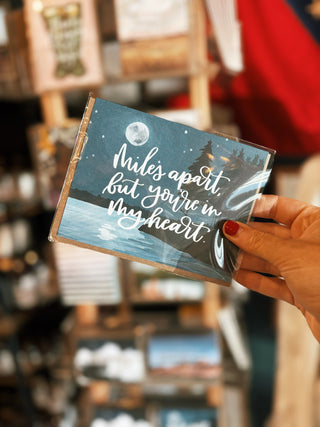 Miles apart,
but you're in
my heart.